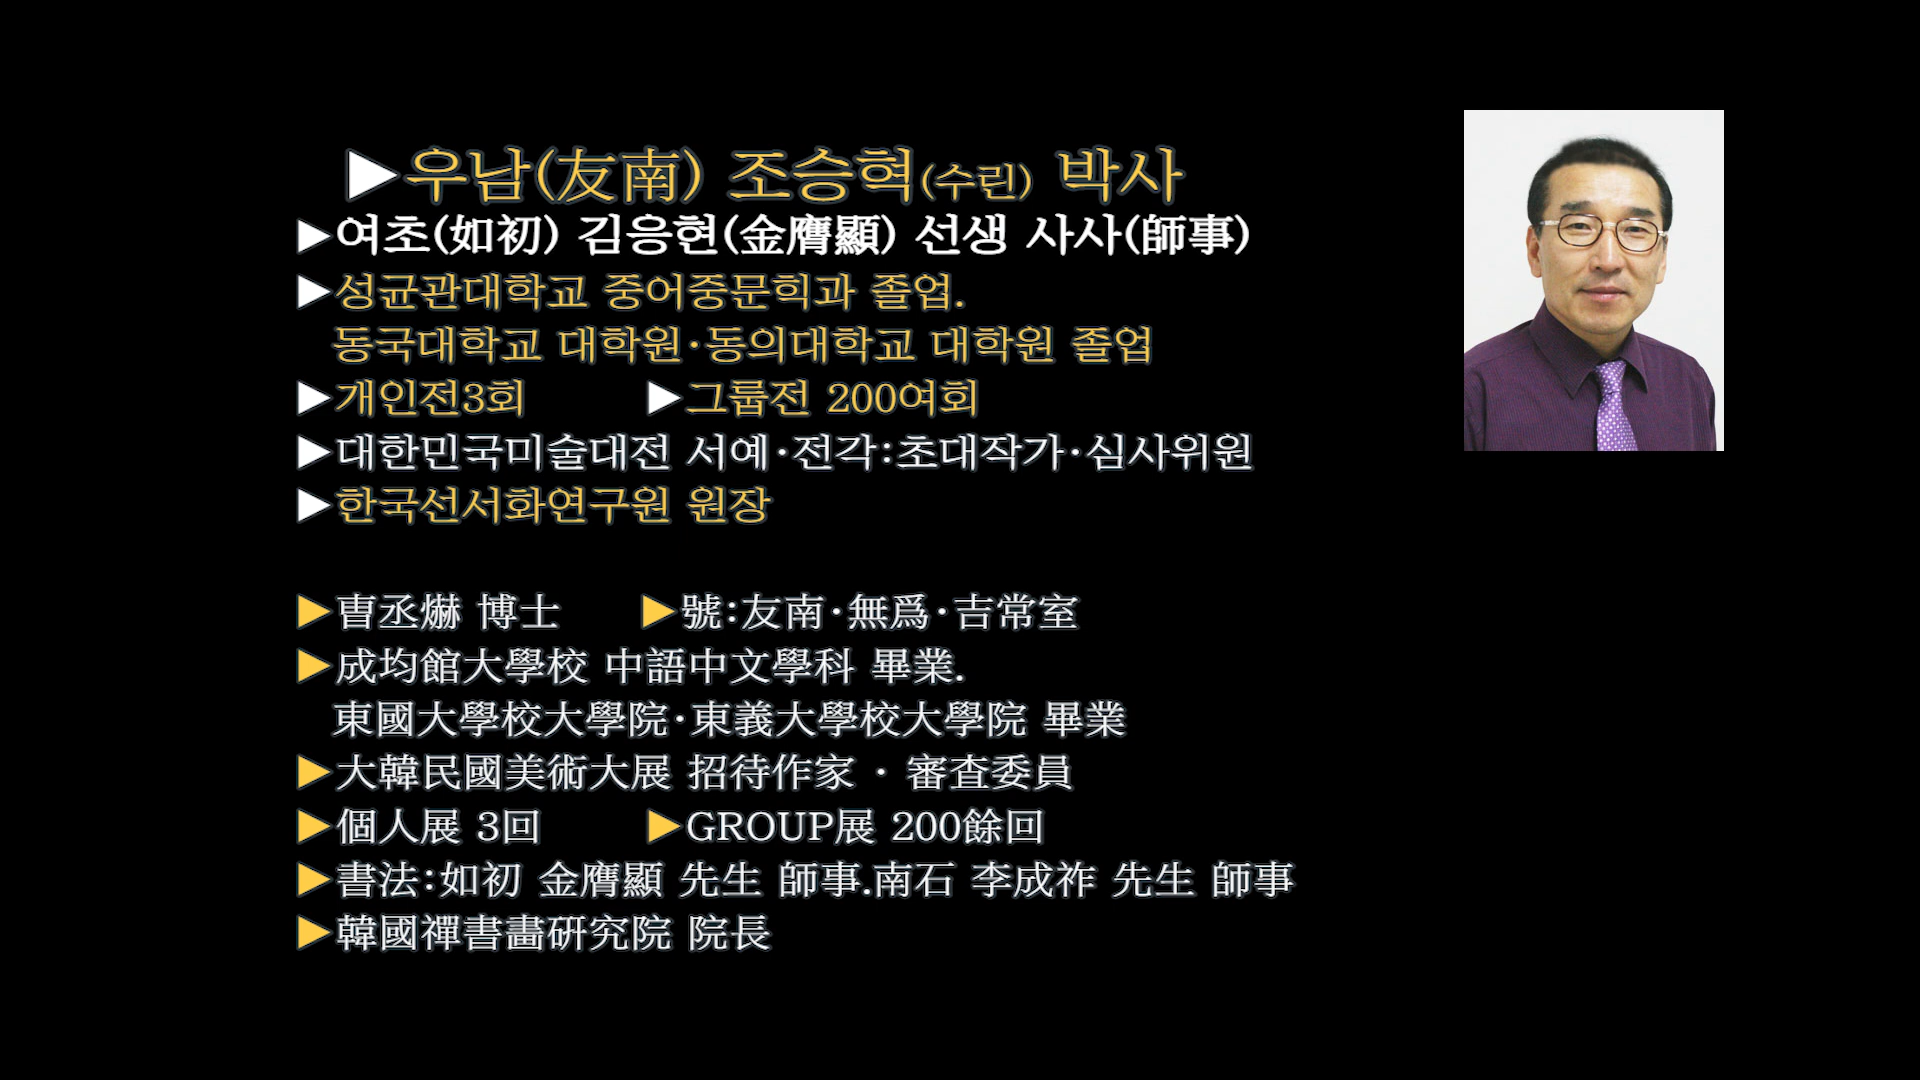 ▶우남(友南) 조승혁(수린) 박사
▶여초(如初) 김응현(金膺顯) 선생 사사(師事)
▶성균관대학교 중어중문힉과 졸업.
동국대학교 대학원·동의대학교 대학원 졸업
▶개인전3회 ▶그룹전 200여회
▶대한민국미술대전 서예·전각:초대작가·심사위원
▶한국선서화연구원 원장
▶曺丞爀 博士 ▶號:友南·無爲·吉常室
▶成均館大學校 中語中文學科 畢業.
東國大學校大學院·東義大學校大學院 畢業
▶大韓民國美術大展 招待作家 · 審査委員
▶個人展 3回 ▶GROUP展 200餘回
▶書法:如初 金膺顯 先生 師事.南石 李成祚 先生 師事
▶韓國禪書畵硏究院 院長